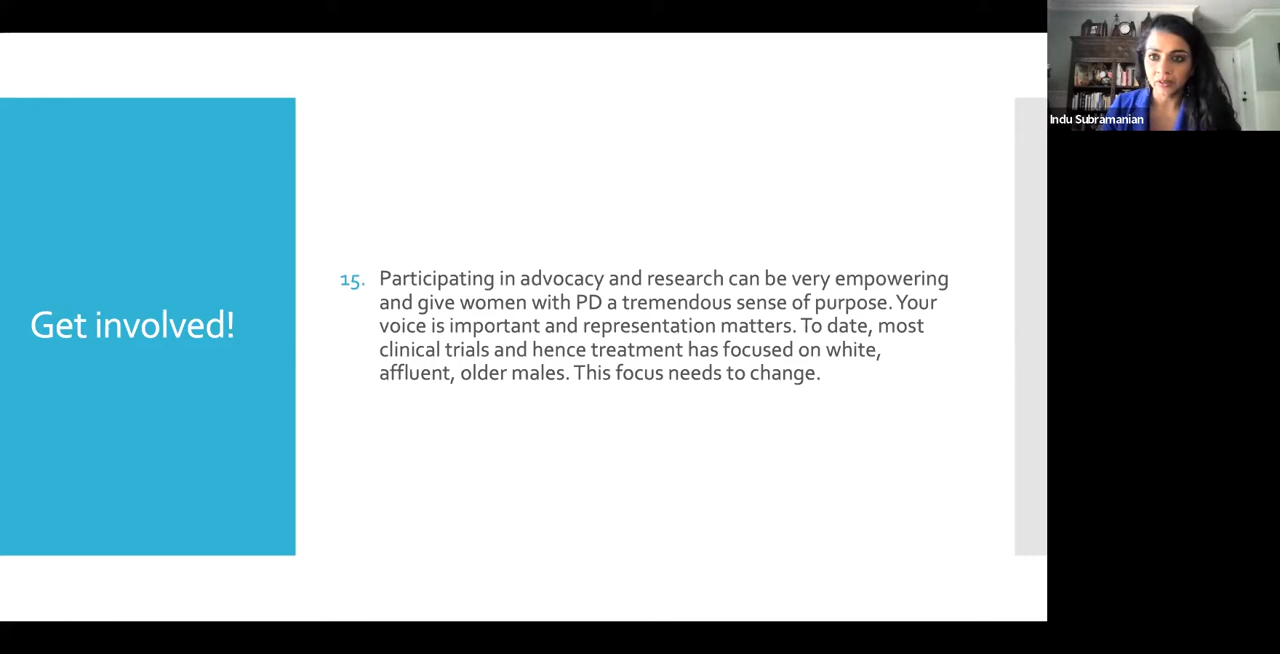 Indu Subramanian
Get involved!
15. Participating in advocacy and research can be very empowering
and give women with PD a tremendous sense of purpose. Your
voice is important and representation matters. To date, most
clinical trials and hence treatment has focused on white,
affluent, older males. This focus needs to change.